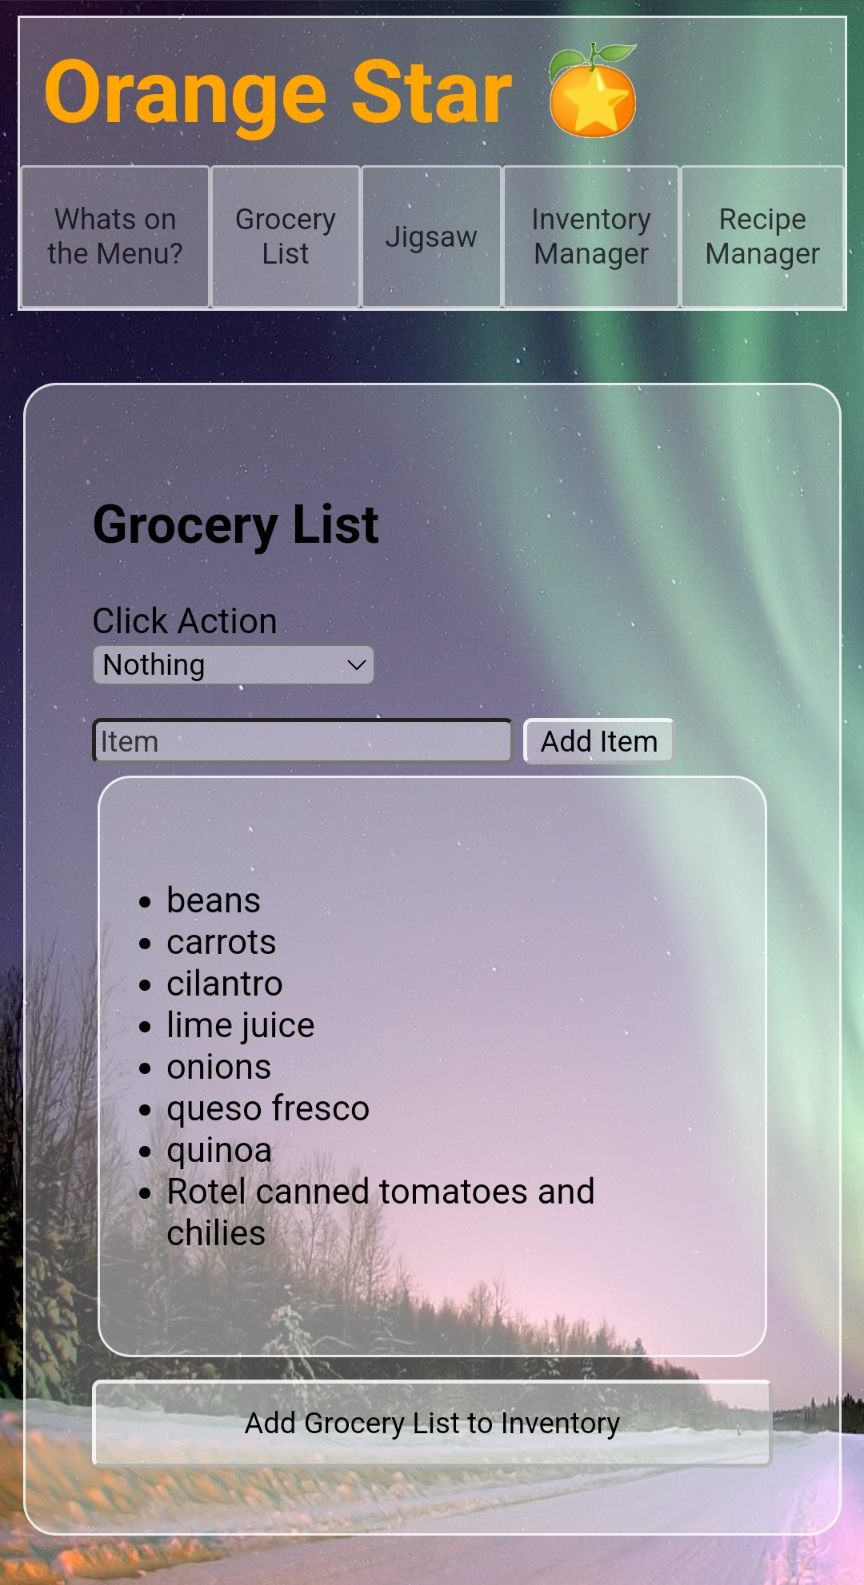 Orange Star
Whats on
the Menu?
Grocery
List
Jigsaw
Inventory
Manager
Recipe
Manager
Grocery List
Click Action
Nothing
Item
Add Item
beans
carrots
cilantro
lime juice
onions
queso fresco
quinoa
Rotel canned tomatoes and
chilies
Add Grocery List to Inventory